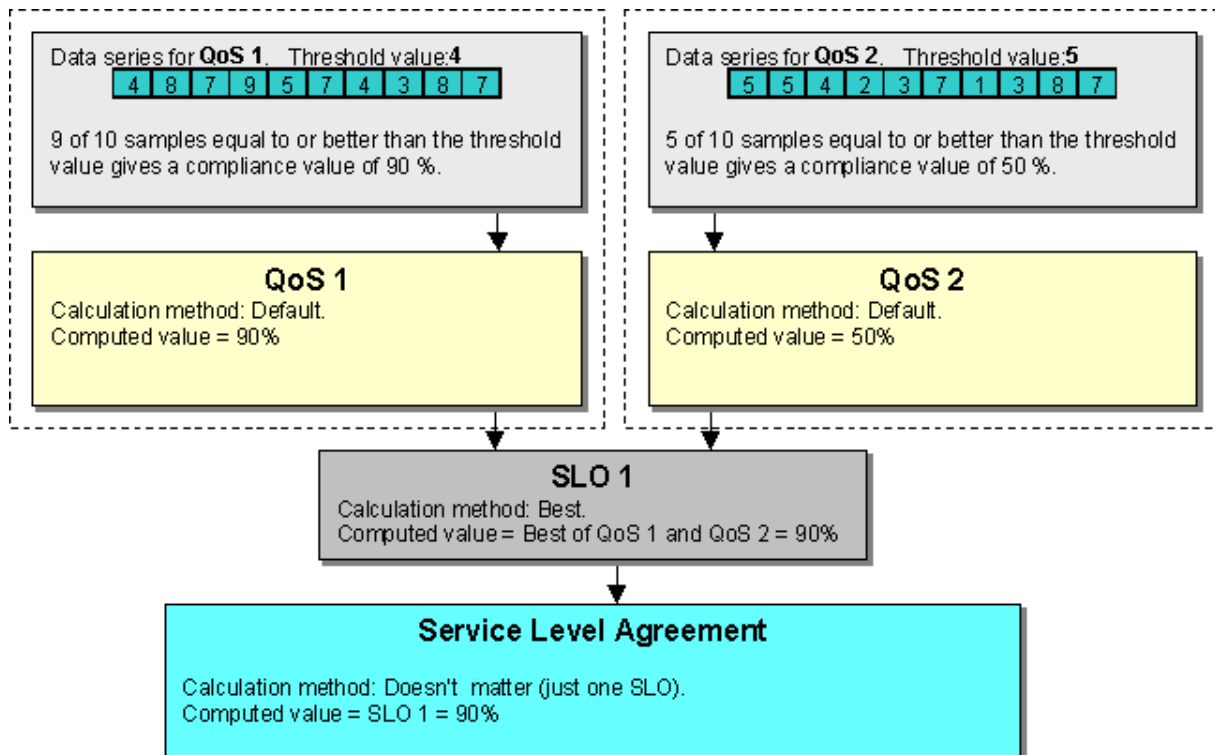 Data series for QoS 1. Threshold value:4
4 8 7 9 5 7 4 3 8 7
9 of 10 samples equal to or better than the threshold
value gives a compliance value of 90 %.
Data series for QoS 2. Threshold value:5
5 5 4 2 3 7 1 3 8 7
5 of 10 samples equal to or better than the threshold
value gives a compliance value of 50 %.
QoS 1
Calculation method: Default.
Computed value = 90%
QoS 2
Calculation method: Default.
Computed value = 50%
SLO 1
Calculation method: Best.
Computed value = Best of QoS 1 and QoS 2 = 90%
Service Level Agreement
Calculation method: Doesn't matter (just one SLO).
Computed value = SLO 1 = 90%